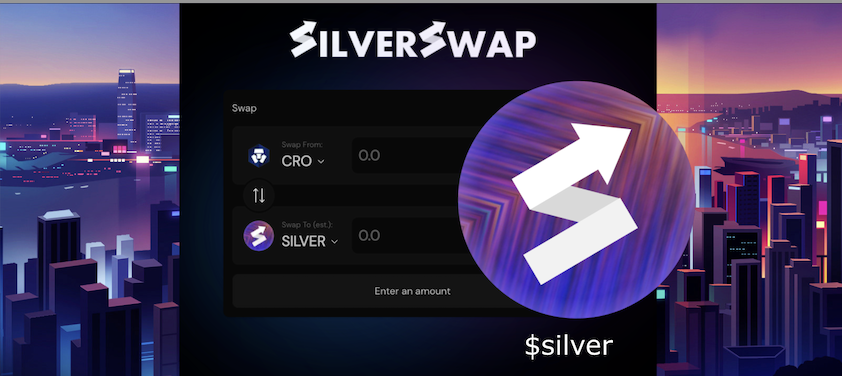 SILVERSWAP
Swap
Swap From:
CRO
0.0
Swap To (est.):
SILVER
0.0
Enter an amount
$silver